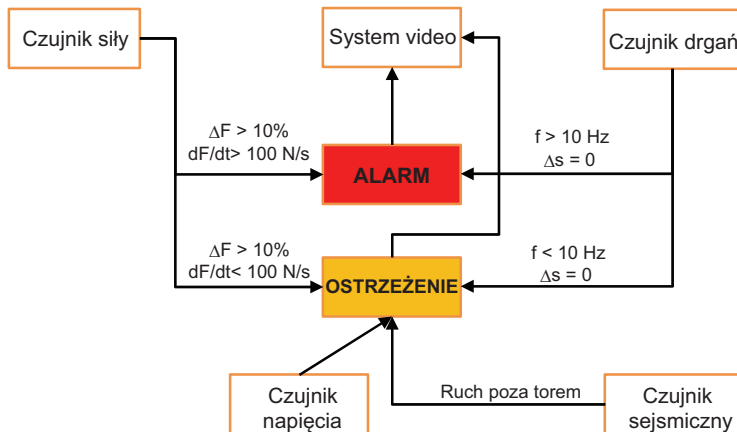 Czujnik siły
System video
Czujnik drgań
ΔF > 10%
dF/dt> 100 N/s
ALARM
f > 10 Hz
Δs = 0
ΔF > 10%
dF/dt< 100 N/s
OSTRZEŻENIE
f < 10 Hz
Δs = 0
Czujnik
napięcia
Ruch poza torem
Czujnik
sejsmiczny